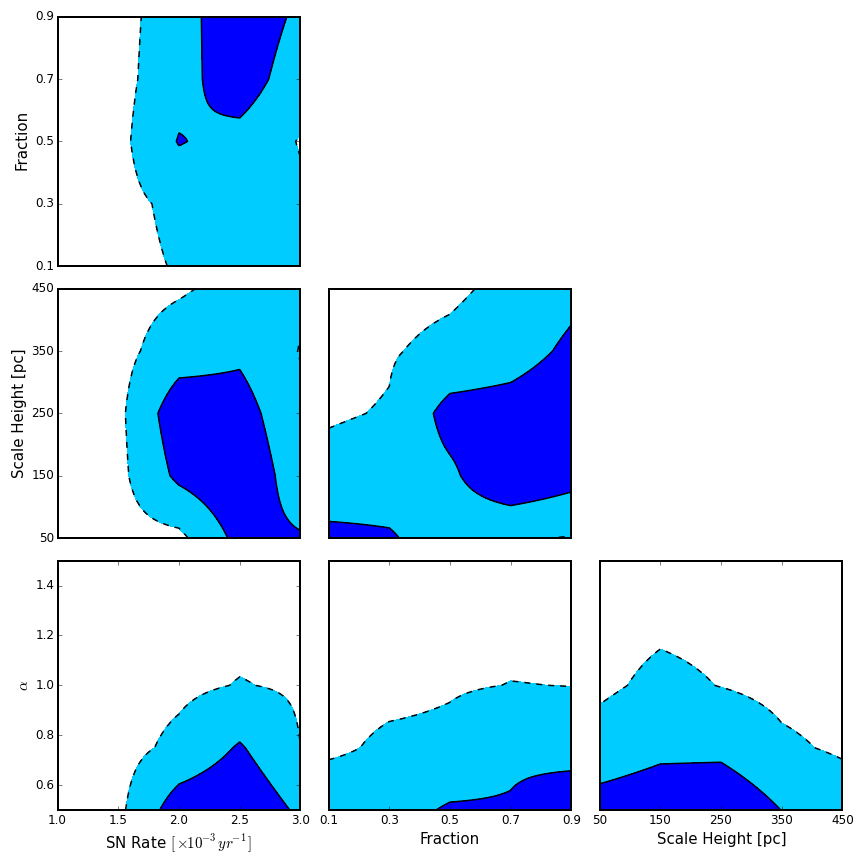 0.9
0.7
0.5
0.3
0.1
Fraction
450
350
250
150
50
Scale Height [pc]
1.4
1.2
1.0
0.8
0.6
α
1.0 1.5 2.0 2.5 3.0
0.1 0.3 0.5 0.7 0.9
50 150 250 350 450
SN Rate [×10⁻³ yr⁻¹]
Fraction
Scale Height [pc]